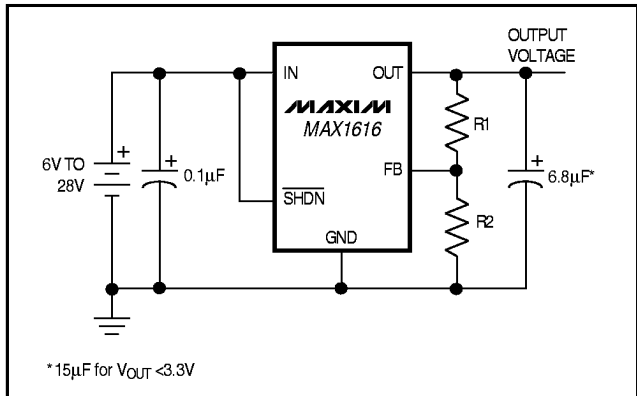 OUTPUT
VOLTAGE
IN
OUT
MAXIM
MAX1616
R1
6V TO
28V
+
0.1µF
+
FB
6.8µF*
+
SHDN
R2
GND
*15µF for VOUT <3.3V